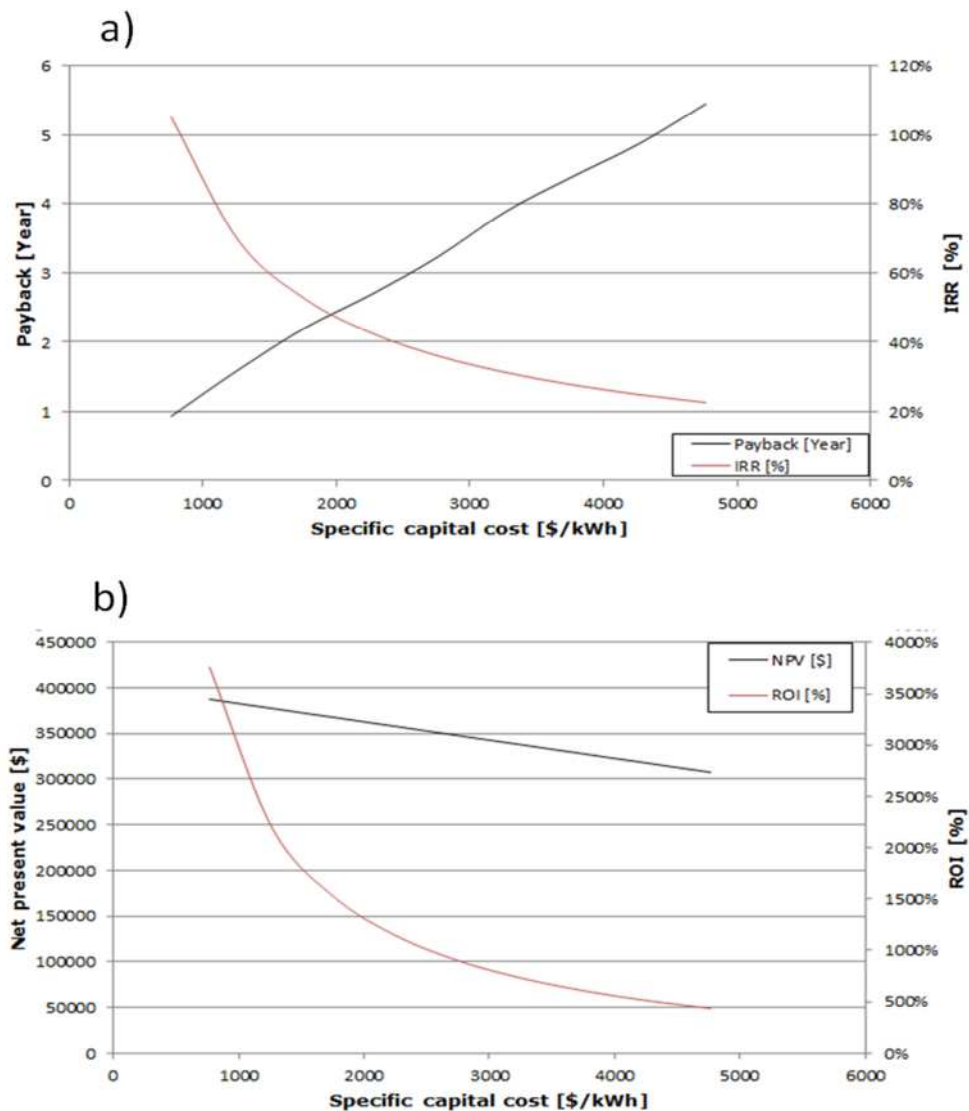 a)
6
5
4
3
2
1
0
Payback [Year]
120%
100%
80%
60%
40%
20%
0%
IRR [%]
Payback [Year]
IRR [%]
0 1000 2000 3000 4000 5000 6000
Specific capital cost [$/kWh]
b)
450000
400000
350000
300000
250000
200000
150000
100000
50000
0
Net present value [$]
4000%
3500%
3000%
2500%
2000%
1500%
1000%
500%
0%
ROI [%]
NPV [$]
ROI [%]
0 1000 2000 3000 4000 5000 6000
Specific capital cost [$/kWh]